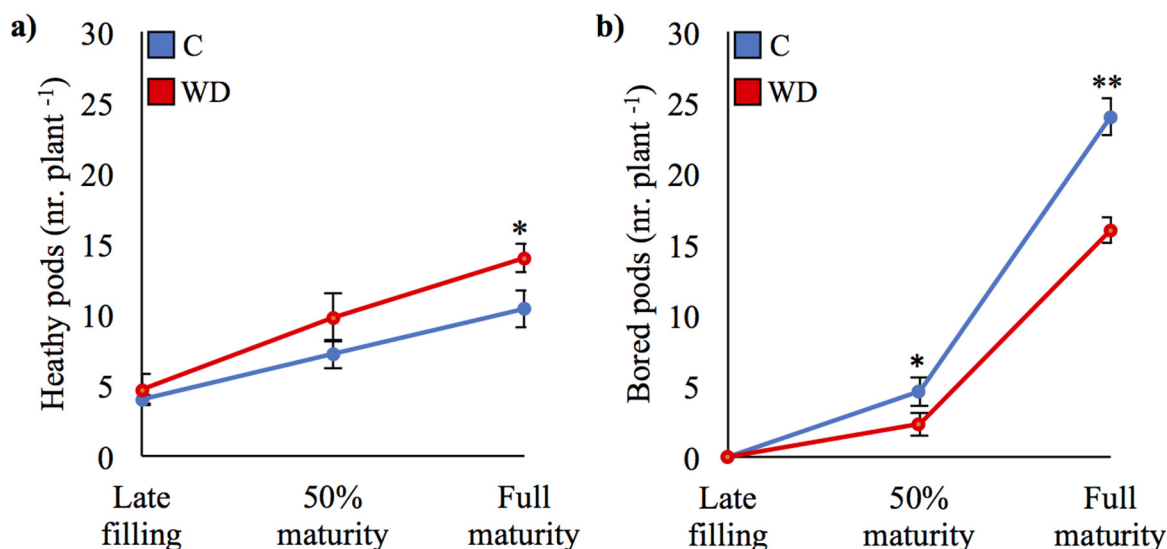 a)
C
WD
Heathy pods (nr. plant -1)
30
25
20
15
10
5
0
*
Late filling
50% maturity
Full maturity
b)
C
WD
Bored pods (nr. plant -1)
30
25
20
15
10
5
0
*
**
Late filling
50% maturity
Full maturity